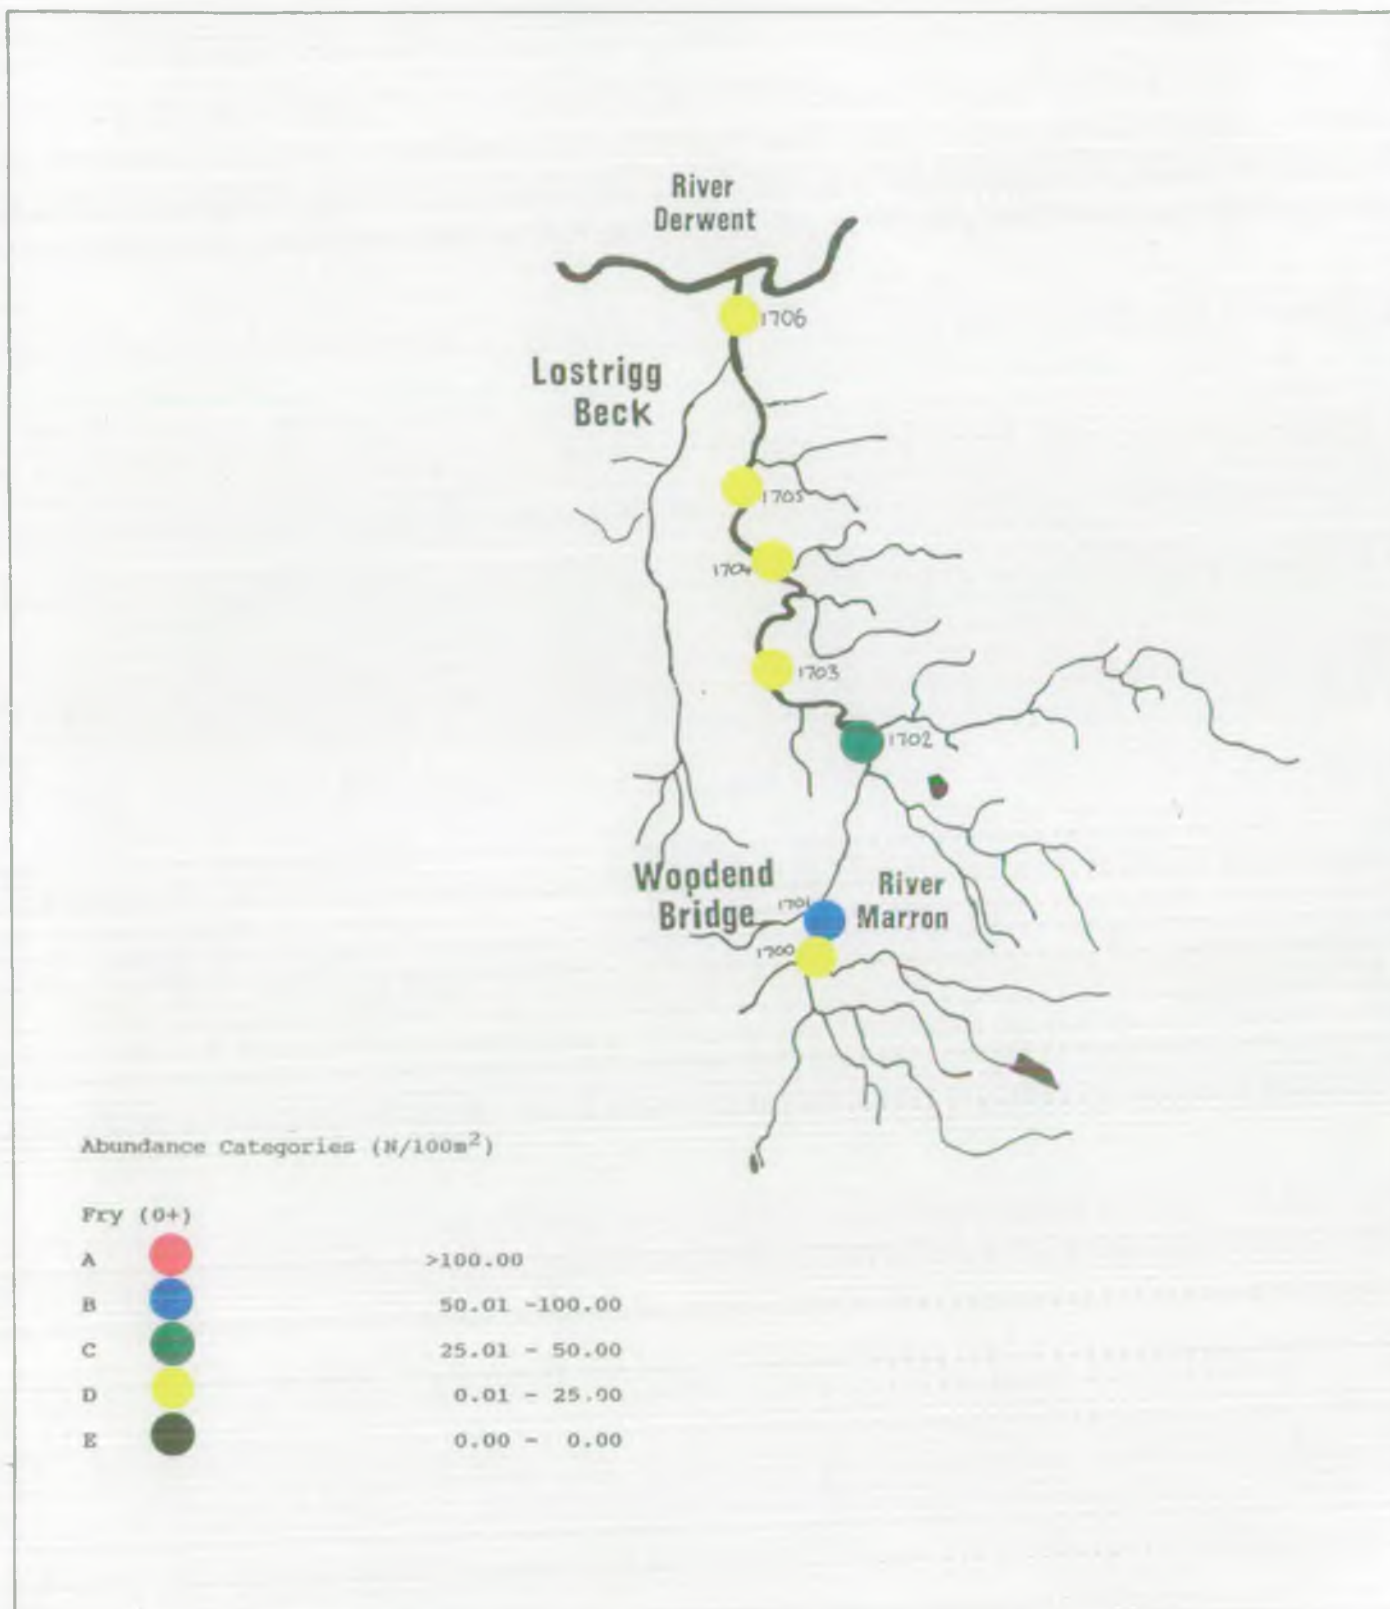 River
Derwent
1706
Lostrigg
Beck
1705
1704
1703
1702
Woodend
Bridge
1701
River
Marron
1700
Abundance Categories (N/100m²)
Fry (0+)
A >100.00
B 50.01 -100.00
C 25.01 - 50.00
D 0.01 - 25.00
E 0.00 - 0.00